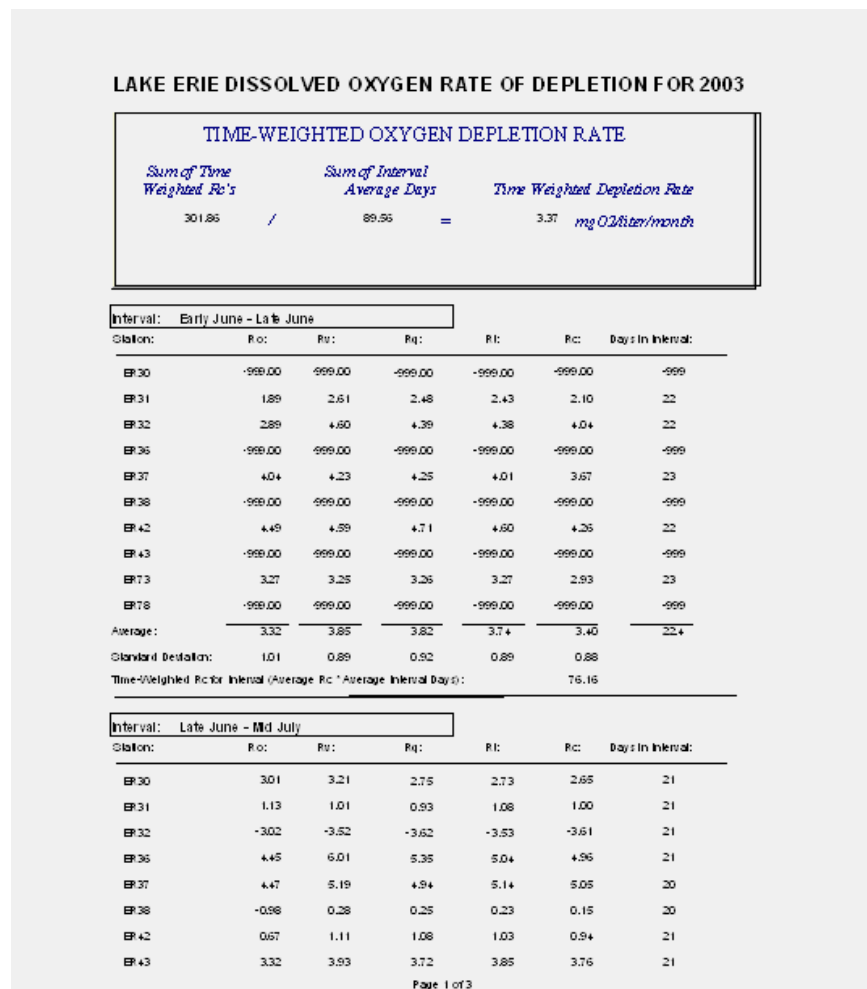 LAKE ERIE DISSOLVED OXYGEN RATE OF DEPLETION FOR 2003
TIME-WEIGHTED OXYGEN DEPLETION RATE
Sum of Time Sum of Interval
Weighted Rc's Average Days Time Weighted Depletion Rate
301.86 / 89.56 = 3.37 mg O2/liter/month
Interval: Early June - Late June
Station: Ro: Rv: Rq: Rt: Rc: Days in Interval:
ER30 -999.00 -999.00 -999.00 -999.00 -999.00 -999
ER31 1.89 2.61 2.48 2.43 2.10 22
ER32 2.89 4.60 4.39 4.38 4.04 22
ER36 -999.00 -999.00 -999.00 -999.00 -999.00 -999
ER37 4.04 4.23 4.25 4.01 3.67 23
ER38 -999.00 -999.00 -999.00 -999.00 -999.00 -999
ER42 4.49 4.59 4.71 4.60 4.26 22
ER43 -999.00 -999.00 -999.00 -999.00 -999.00 -999
ER73 3.27 3.25 3.26 3.27 2.93 23
ER78 -999.00 -999.00 -999.00 -999.00 -999.00 -999
Average: 3.32 3.85 3.82 3.74 3.40 22.4
Standard Deviation: 1.01 0.89 0.92 0.89 0.88
Time-Weighted Rc for Interval (Average Rc * Average Interval Days): 76.16
Interval: Late June - Mid July
Station: Ro: Rv: Rq: Rt: Rc: Days in Interval:
ER30 3.01 3.21 2.75 2.73 2.65 21
ER31 1.13 1.01 0.93 1.08 1.00 21
ER32 -3.02 -3.52 -3.62 -3.53 -3.61 21
ER36 4.45 6.01 5.35 5.04 4.96 21
ER37 4.47 5.19 4.94 5.14 5.05 20
ER38 -0.98 0.28 0.25 0.23 0.15 20
ER42 0.67 1.11 1.08 1.03 0.94 21
ER43 3.32 3.93 3.72 3.85 3.76 21
Page 1 of 3